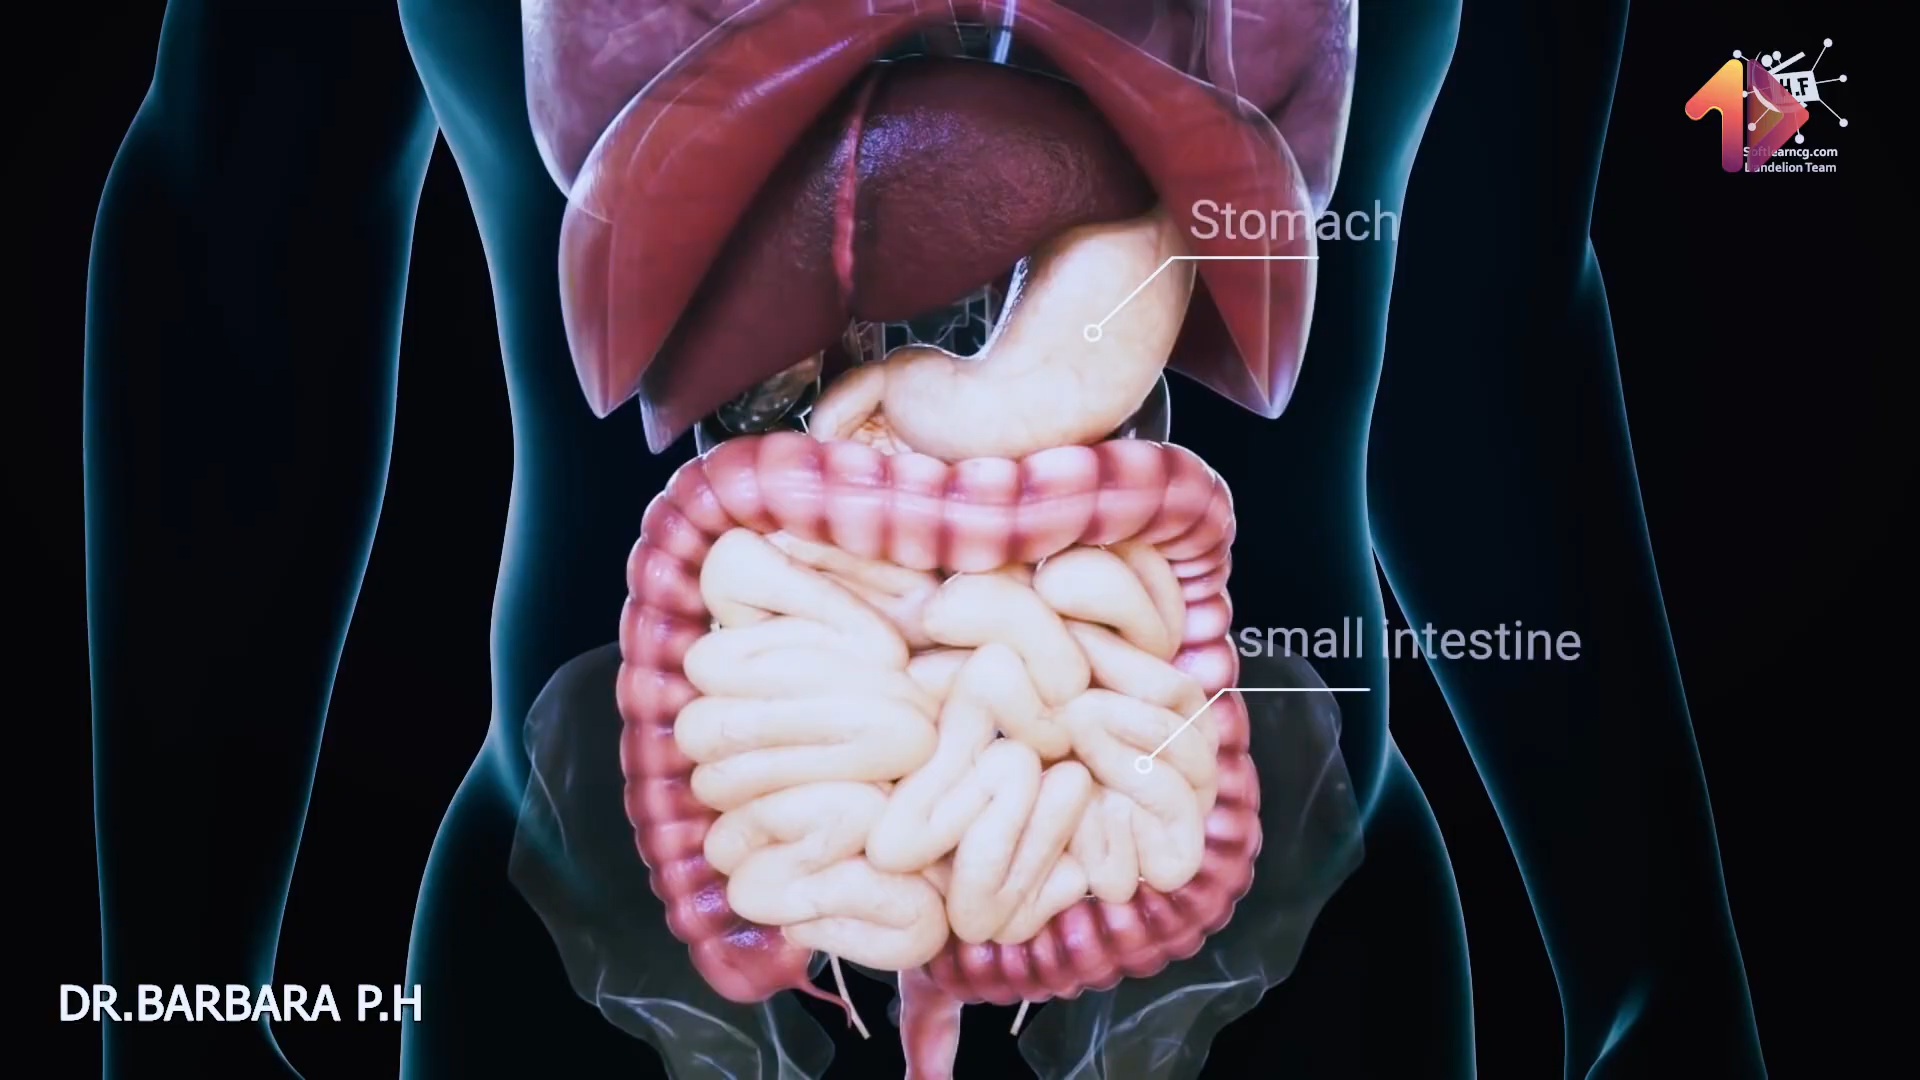 H.F
Softlearncg.com
Dandelion Team
Stomach
small intestine
DR.BARBARA P.H